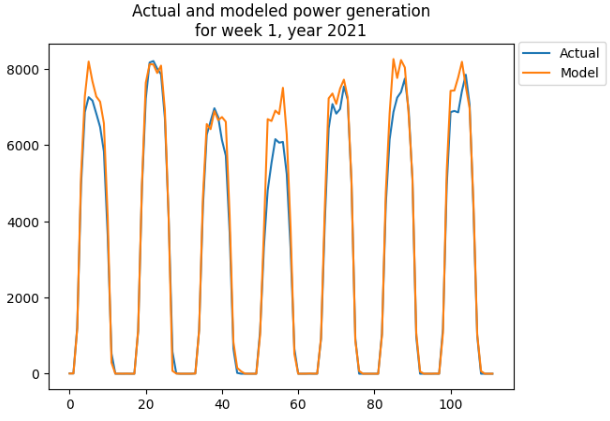 Actual and modeled power generation
for week 1, year 2021
Actual
Model
8000
6000
4000
2000
0
0 20 40 60 80 100